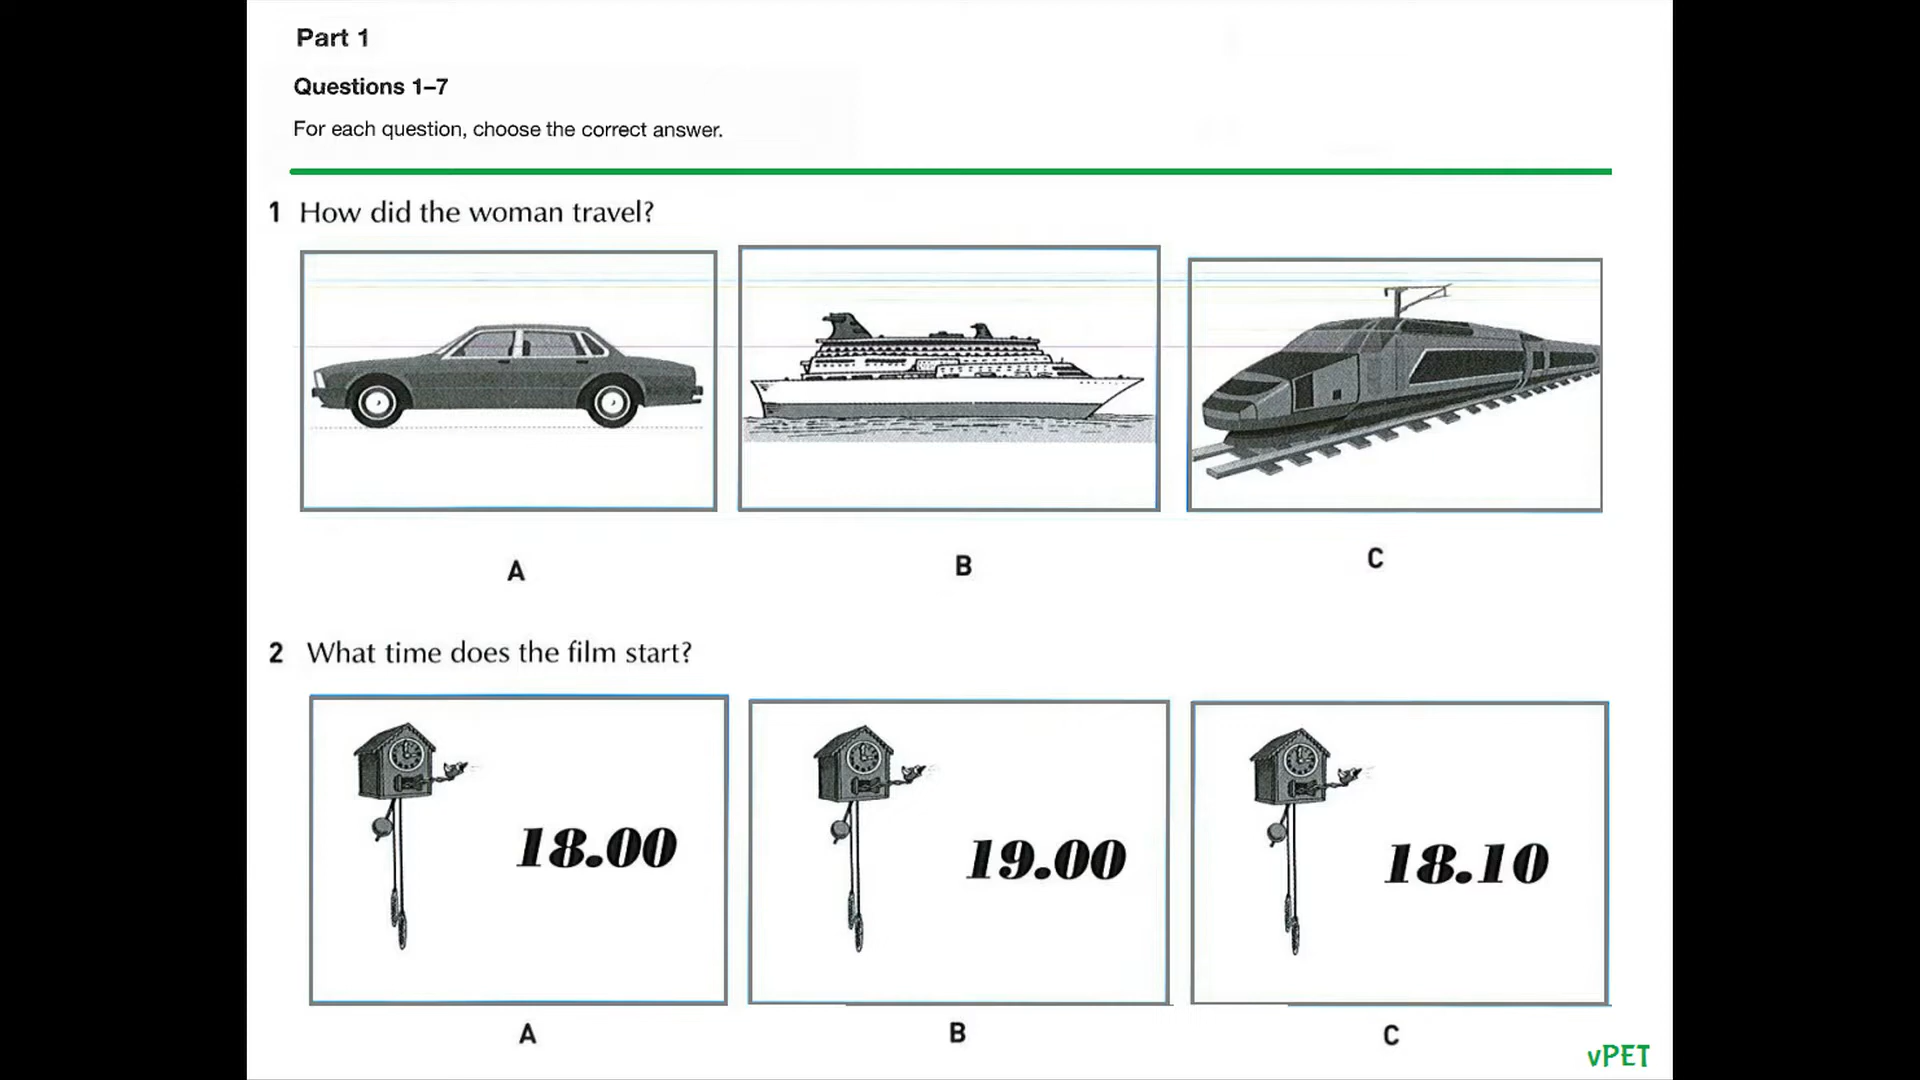 Part 1
Questions 1–7
For each question, choose the correct answer.
1 How did the woman travel?
A B C
2 What time does the film start?
18.00 19.00 18.10
A B C
vPET